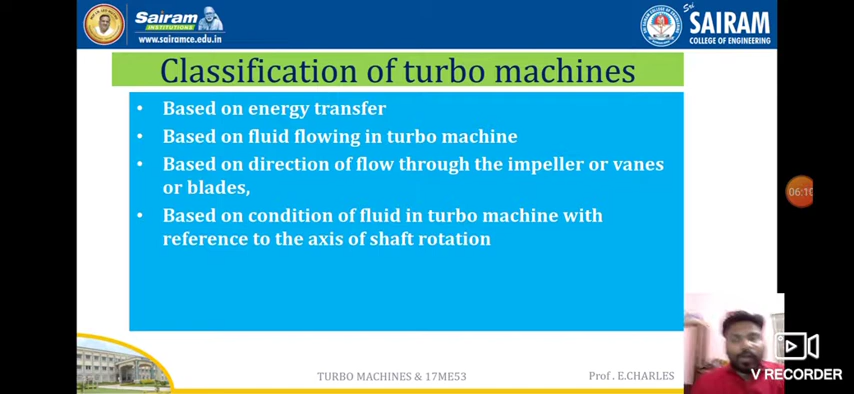 Sairam
INSTITUTIONS
www.sairamce.edu.in
Sri
SAIRAM
COLLEGE OF ENGINEERING
Classification of turbo machines
• Based on energy transfer
• Based on fluid flowing in turbo machine
• Based on direction of flow through the impeller or vanes
or blades,
• Based on condition of fluid in turbo machine with
reference to the axis of shaft rotation
06:10
V RECORDER
TURBO MACHINES & 17ME53
Prof . E.CHARLES